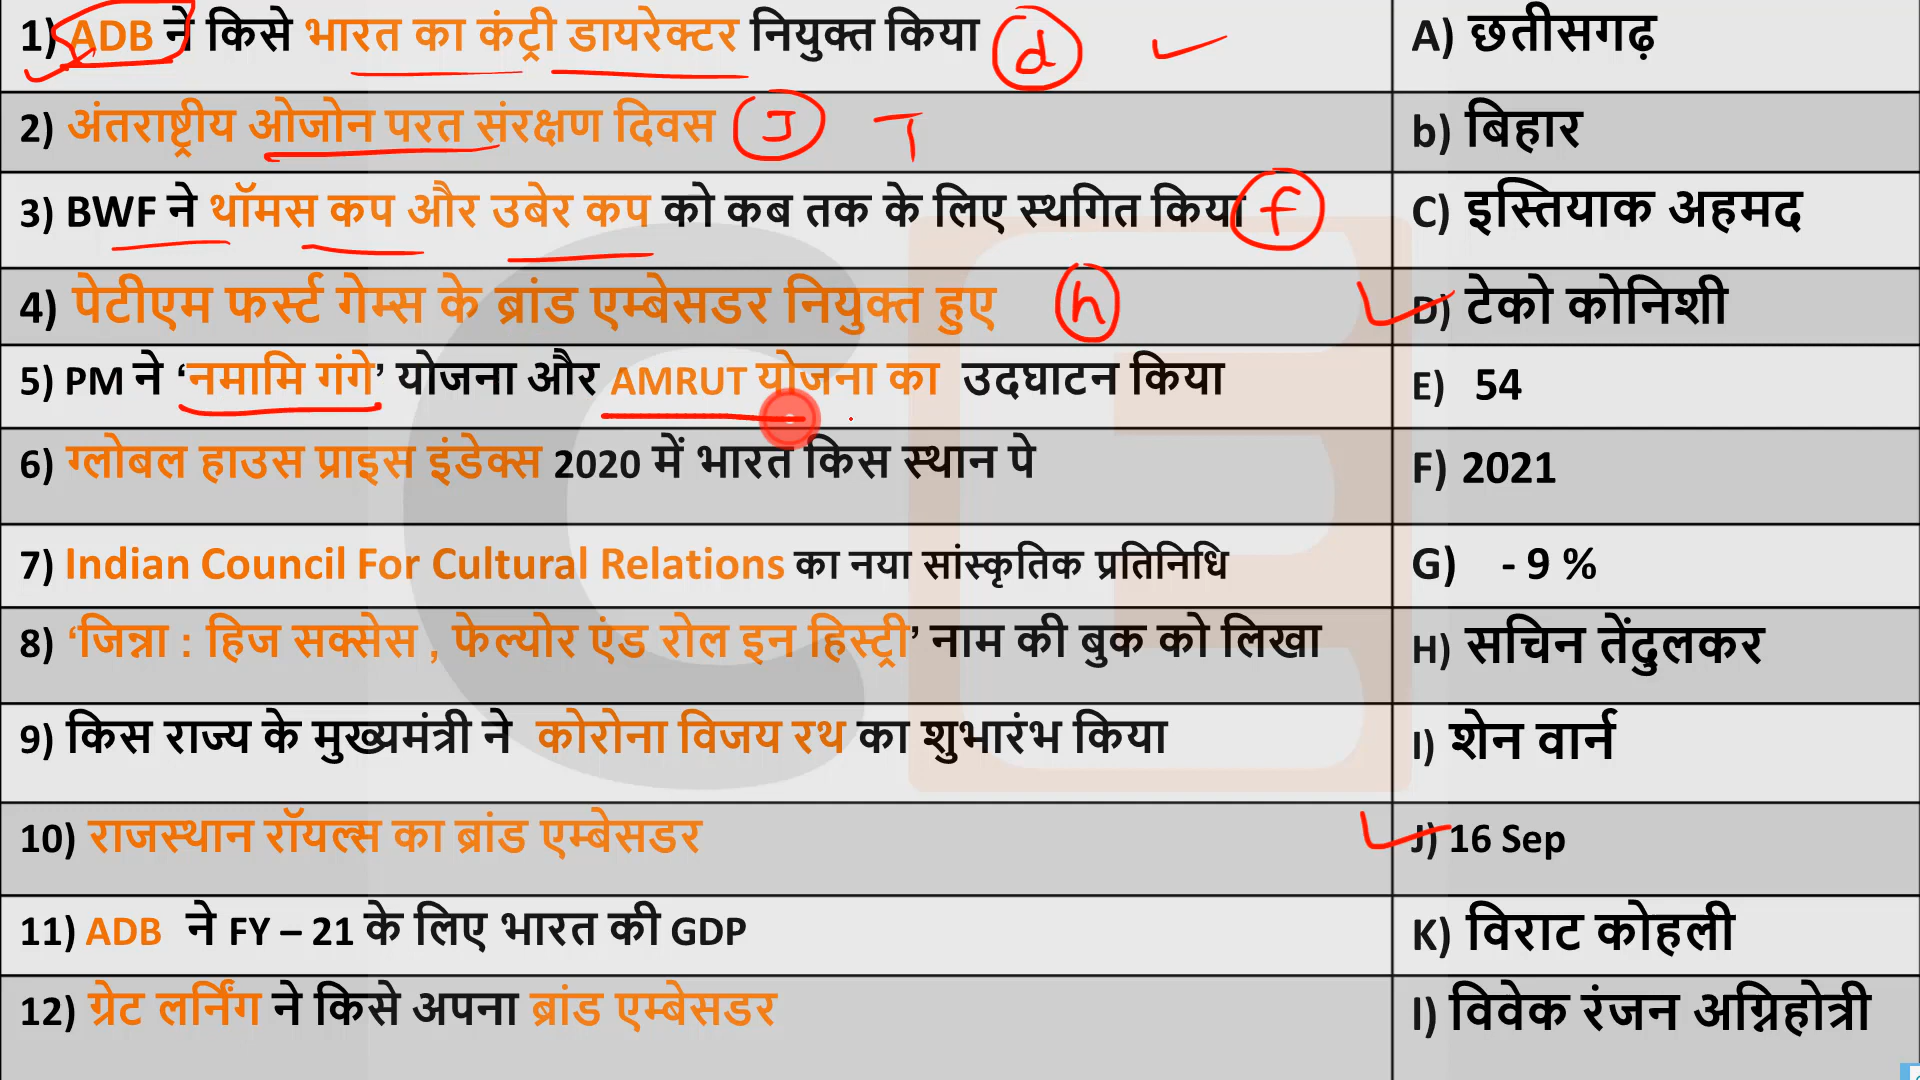 1) ADB ने किसे भारत का कंट्री डायरेक्टर नियुक्त किया d
A) छतीसगढ़
2) अंतराष्ट्रीय ओजोन परत संरक्षण दिवस J T
b) बिहार
3) BWF ने थॉमस कप और उबेर कप को कब तक के लिए स्थगित किया f
C) इस्तियाक अहमद
4) पेटीएम फर्स्ट गेम्स के ब्रांड एम्बेसडर नियुक्त हुए h
D) टेको कोनिशी
5) PM ने ‘नमामि गंगे’ योजना और AMRUT योजना का उदघाटन किया
E) 54
6) ग्लोबल हाउस प्राइस इंडेक्स 2020 में भारत किस स्थान पे
F) 2021
7) Indian Council For Cultural Relations का नया सांस्कृतिक प्रतिनिधि
G) - 9 %
8) ‘जिन्ना : हिज सक्सेस , फेल्योर एंड रोल इन हिस्ट्री’ नाम की बुक को लिखा
H) सचिन तेंदुलकर
9) किस राज्य के मुख्यमंत्री ने कोरोना विजय रथ का शुभारंभ किया
I) शेन वार्न
10) राजस्थान रॉयल्स का ब्रांड एम्बेसडर
J) 16 Sep
11) ADB ने FY – 21 के लिए भारत की GDP
K) विराट कोहली
12) ग्रेट लर्निंग ने किसे अपना ब्रांड एम्बेसडर
l) विवेक रंजन अग्निहोत्री